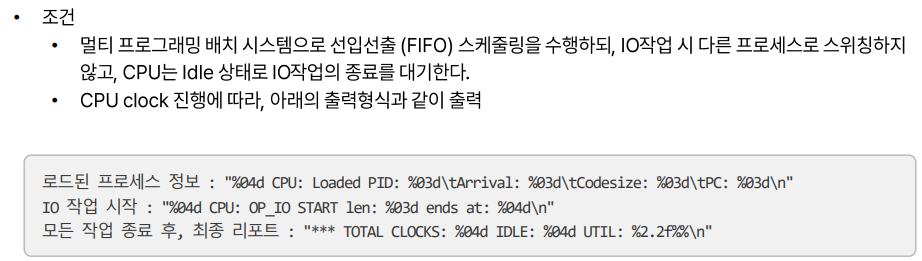 • 조건
• 멀티 프로그래밍 배치 시스템으로 선입선출 (FIFO) 스케줄링을 수행하되, IO작업 시 다른 프로세스로 스위칭하지
않고, CPU는 Idle 상태로 IO작업의 종료를 대기한다.
• CPU clock 진행에 따라, 아래의 출력형식과 같이 출력
로드된 프로세스 정보 : "%04d CPU: Loaded PID: %03d\tArrival: %03d\tCodesize: %03d\tPC: %03d\n"
IO 작업 시작 : "%04d CPU: OP_IO START len: %03d ends at: %04d\n"
모든 작업 종료 후, 최종 리포트 : "*** TOTAL CLOCKS: %04d IDLE: %04d UTIL: %2.2f%%\n"